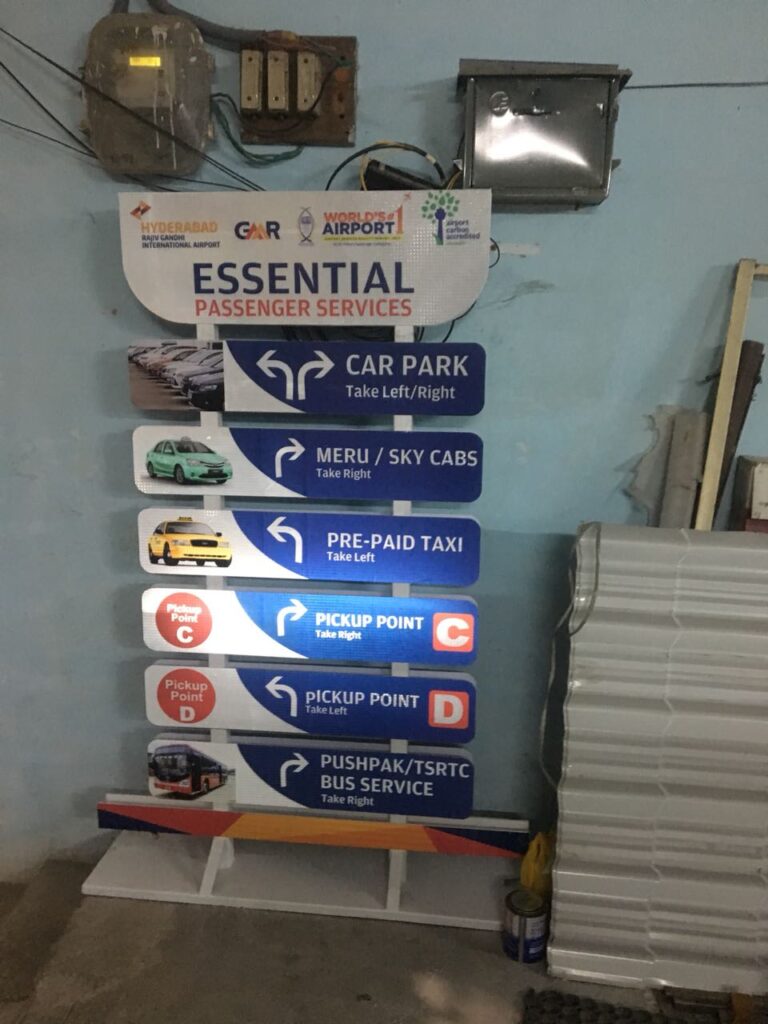 HYDERABAD
RAJIV GANDHI
INTERNATIONAL AIRPORT
GMR
WORLD'S #1
AIRPORT
airport
carbon
accredited
ESSENTIAL
PASSENGER SERVICES
CAR PARK
Take Left/Right
MERU / SKY CABS
Take Right
PRE-PAID TAXI
Take Left
Pickup
Point
C
PICKUP POINT
Take Right
C
Pickup
Point
D
pICKUP POINT
Take Left
D
PUSHPAK/TSRTC
BUS SERVICE
Take Right